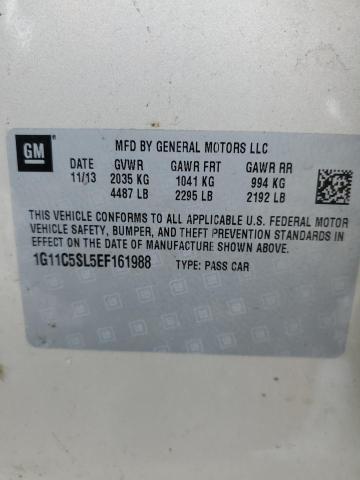 GM MFD BY GENERAL MOTORS LLC
11/13 GVWR GAWR FRT GAWR RR
2035 KG 1041 KG 994 KG
4487 LB 2295 LB 2192 LB
THIS VEHICLE CONFORMS TO ALL APPLICABLE U.S. FEDERAL MOTOR
VEHICLE SAFETY, BUMPER, AND THEFT PREVENTION STANDARDS IN
EFFECT ON THE DATE OF MANUFACTURE SHOWN ABOVE.
1G11C5SL5EF161988 TYPE: PASS CAR